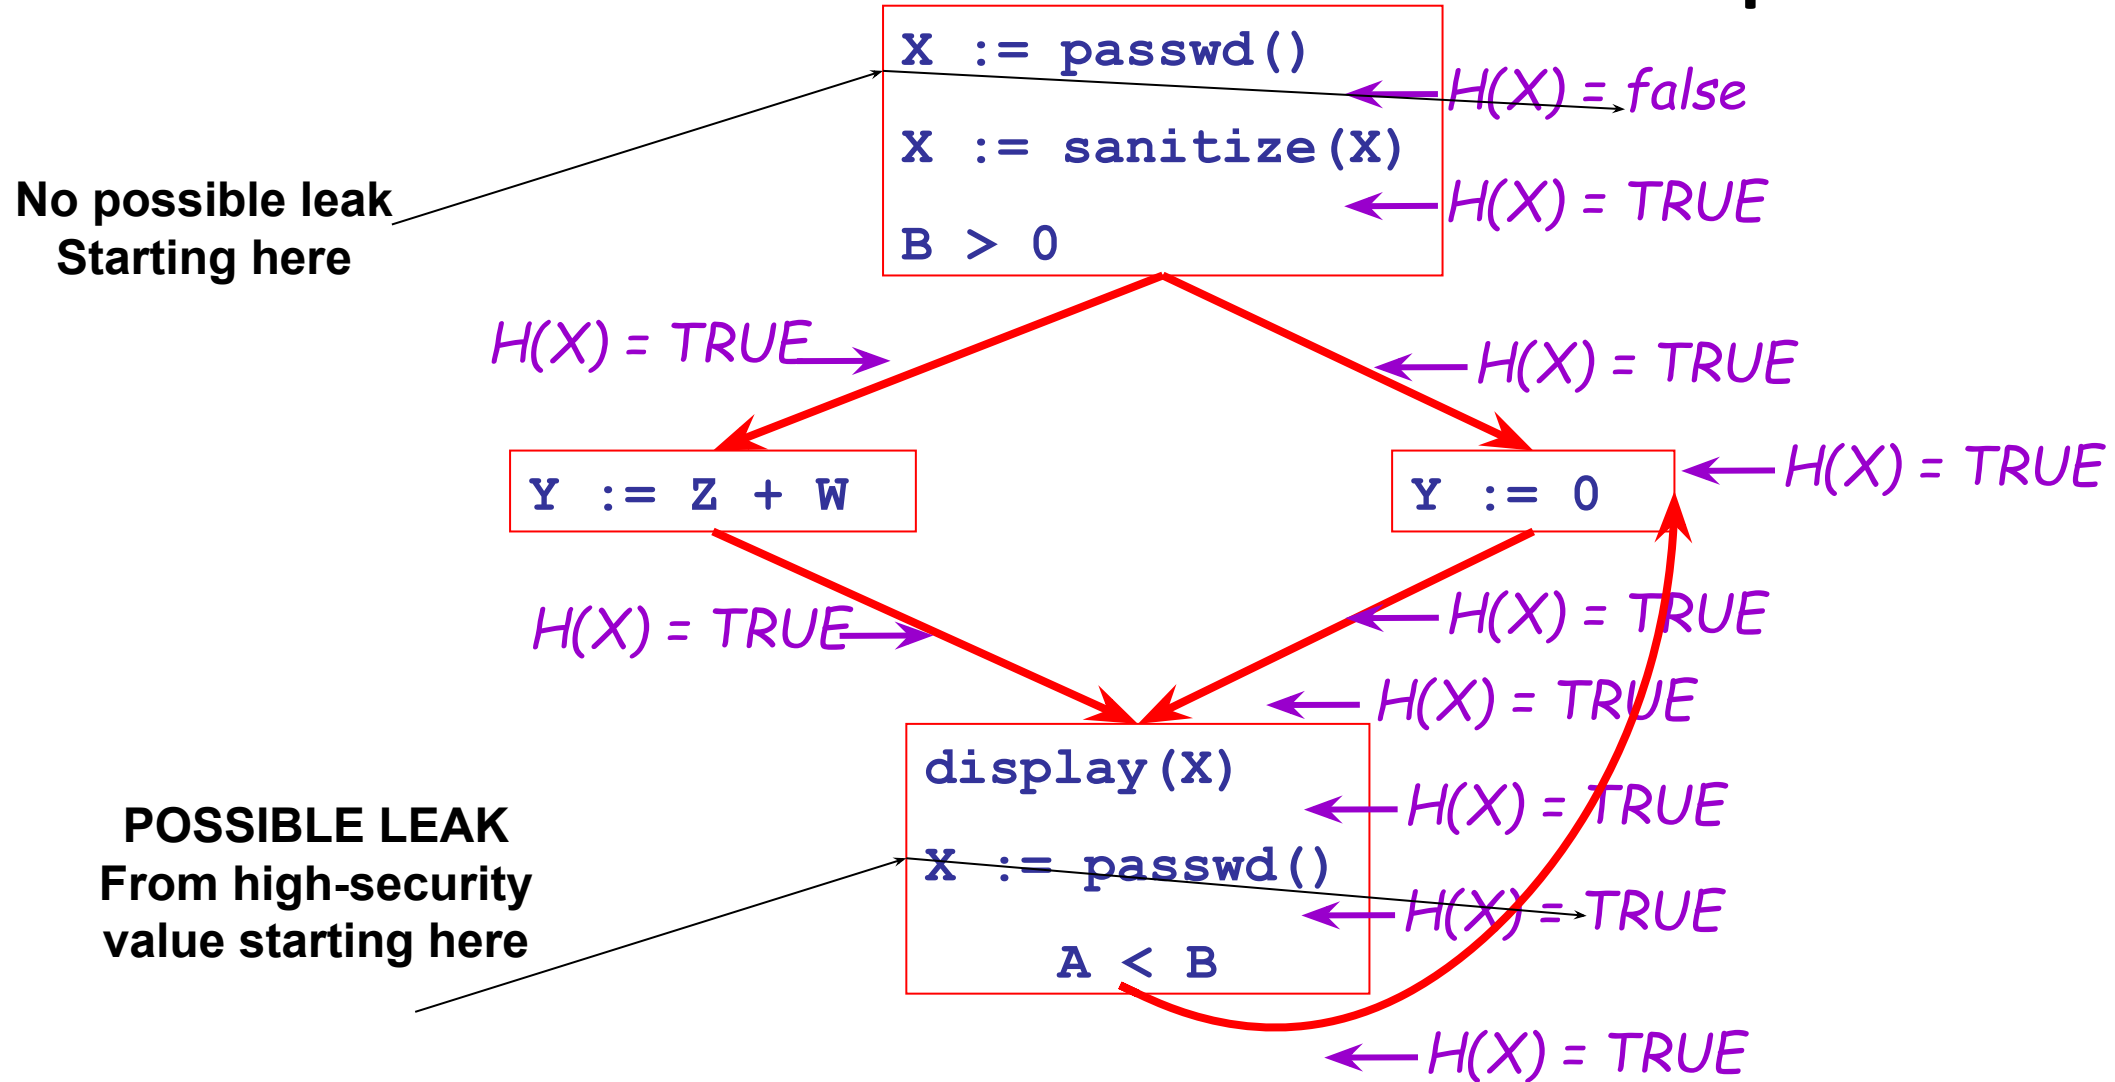 X := passwd()
H(X) = false
X := sanitize(X)
H(X) = TRUE
B > 0
No possible leak
Starting here
H(X) = TRUE
H(X) = TRUE
Y := Z + W
Y := 0
H(X) = TRUE
H(X) = TRUE
H(X) = TRUE
H(X) = TRUE
display(X)
H(X) = TRUE
X := passwd()
H(X) = TRUE
A < B
POSSIBLE LEAK
From high-security
value starting here
H(X) = TRUE